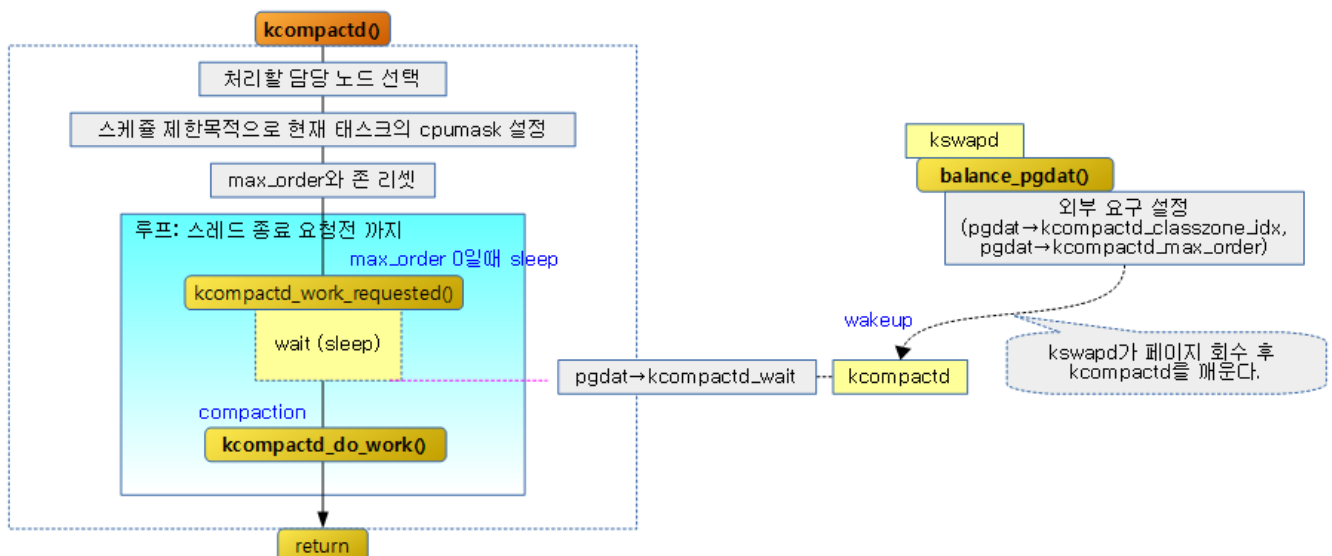 kcompactd()
처리할 담당 노드 선택
스케쥴 제한목적으로 현재 태스크의 cpumask 설정
max_order와 존 리셋
루프: 스레드 종료 요청전 까지
max_order 0일때 sleep
kcompactd_work_requested()
wait (sleep)
compaction
kcompactd_do_work()
return
pgdat→kcompactd_wait
kcompactd
wakeup
kswapd
balance_pgdat()
외부 요구 설정
(pgdat→kcompactd_classzone_idx,
pgdat→kcompactd_max_order)
kswapd가 페이지 회수 후
kcompactd를 깨운다.